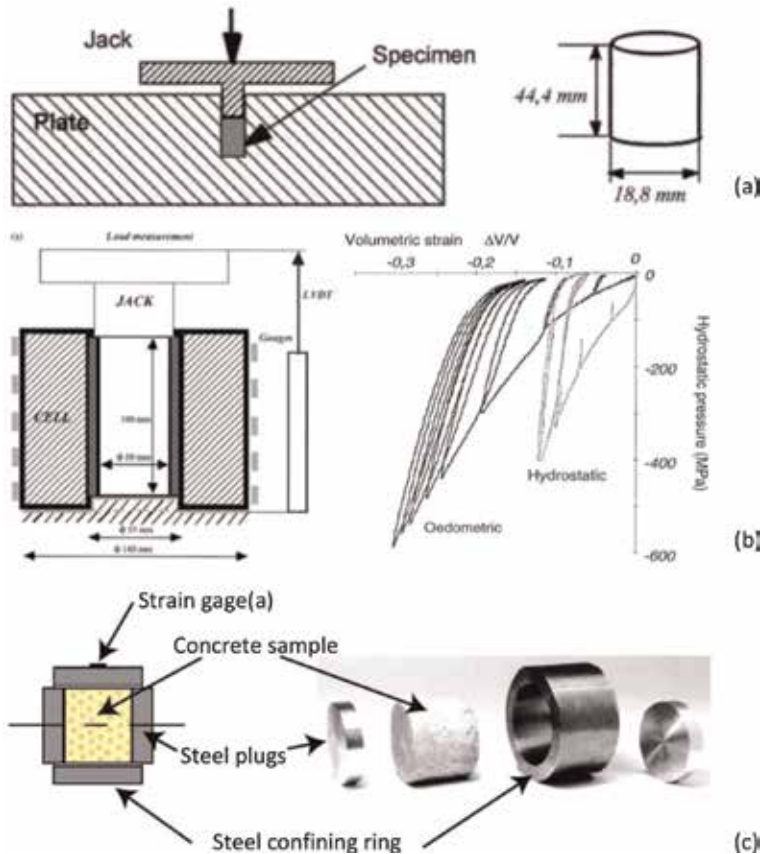 Jack
Specimen
Plate
44,4 mm
18,8 mm
(a)
Load measurement
JACK
LVDT
Gauges
CELL
100 mm
Volumetric strain ΔV/V
-0,3 -0,2 -0,1 0
0
-200
-400
-600
Hydrostatic pressure (MPa)
Hydrostatic
Oedometric
(b)
Strain gage(a)
Concrete sample
Steel plugs
Steel confining ring
(c)